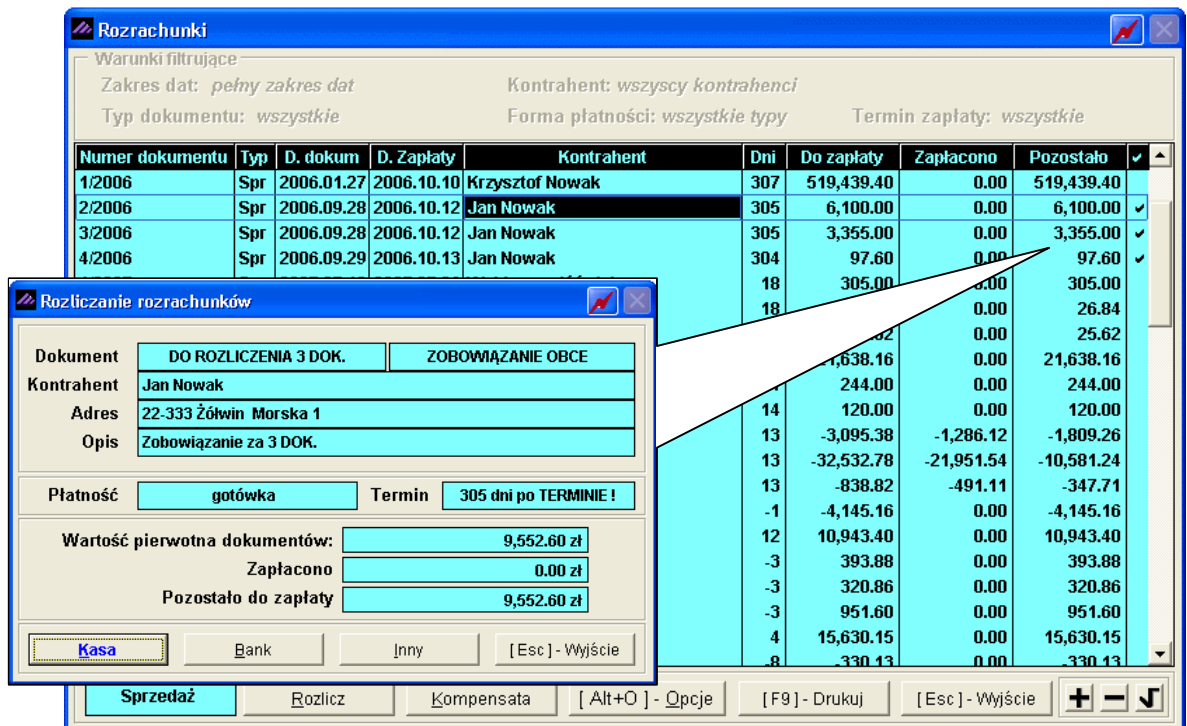 Rozrachunki
Warunki filtrujące
Zakres dat: pełny zakres dat Kontrahent: wszyscy kontrahenci
Typ dokumentu: wszystkie Forma płatności: wszystkie typy Termin zapłaty: wszystkie
Numer dokumentu Typ D. dokum D. Zapłaty Kontrahent Dni Do zapłaty Zapłacono Pozostało ✔
1/2006 Spr 2006.01.27 2006.10.10 Krzysztof Nowak 307 519,439.40 0.00 519,439.40
2/2006 Spr 2006.09.28 2006.10.12 Jan Nowak 305 6,100.00 0.00 6,100.00 ✔
3/2006 Spr 2006.09.28 2006.10.12 Jan Nowak 305 3,355.00 0.00 3,355.00 ✔
4/2006 Spr 2006.09.29 2006.10.13 Jan Nowak 304 97.60 0.00 97.60 ✔
18 305.00 0.00 305.00
18 0.00 26.84
0.00 25.62
0.00 21,638.16
244.00 0.00 244.00
14 120.00 0.00 120.00
13 -3,095.38 -1,286.12 -1,809.26
13 -32,532.78 -21,951.54 -10,581.24
13 -838.82 -491.11 -347.71
-1 -4,145.16 0.00 -4,145.16
12 10,943.40 0.00 10,943.40
-3 393.88 0.00 393.88
-3 320.86 0.00 320.86
-3 951.60 0.00 951.60
4 15,630.15 0.00 15,630.15
-8 -330.13 0.00 -330.13
Sprzedaż Rozlicz Kompensata [ Alt+O ] - Opcje [ F9 ] - Drukuj [ Esc ] - Wyjście
Rozliczanie rozrachunków
Dokument DO ROZLICZENIA 3 DOK. ZOBOWIĄZANIE OBCE
Kontrahent Jan Nowak
Adres 22-333 Żółwin Morska 1
Opis Zobowiązanie za 3 DOK.
Płatność gotówka Termin 305 dni po TERMINIE !
Wartość pierwotna dokumentów: 9,552.60 zł
Zapłacono 0.00 zł
Pozostało do zapłaty 9,552.60 zł
Kasa Bank Inny [ Esc ] - Wyjście